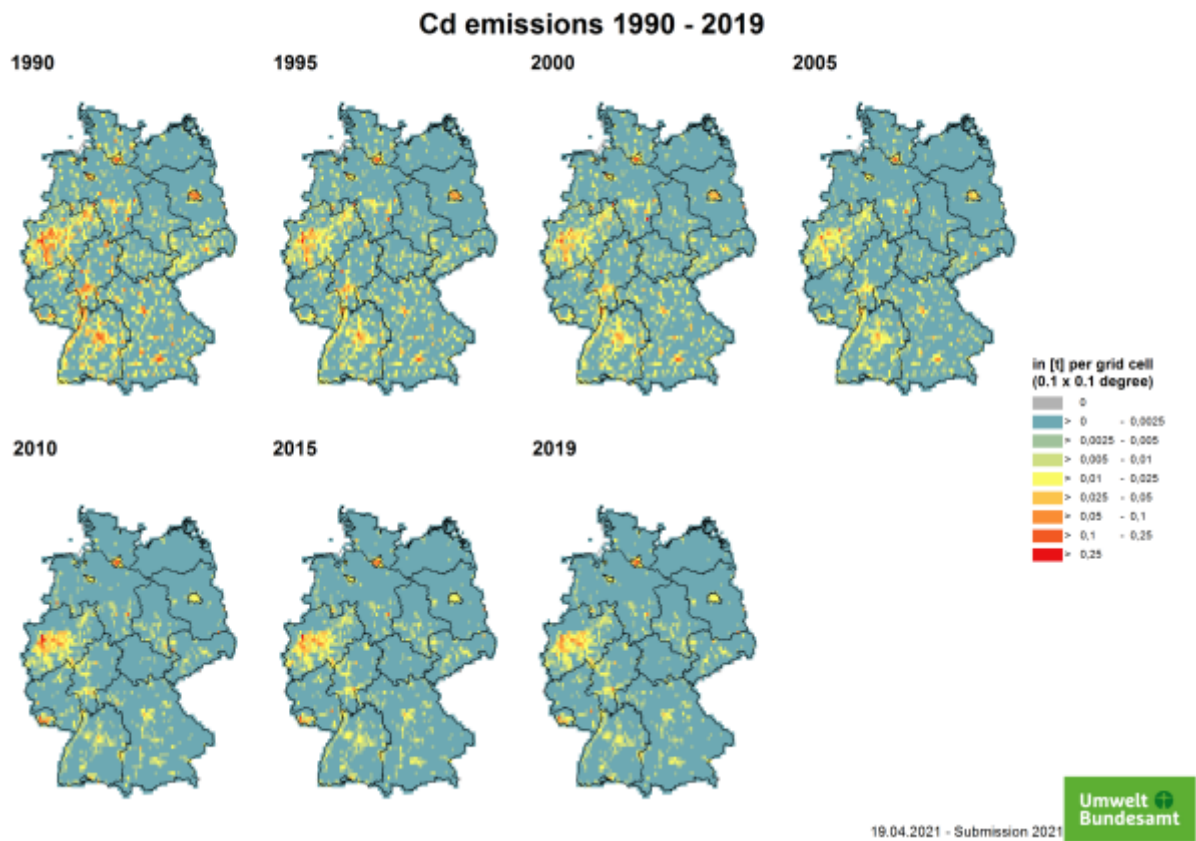 Cd emissions 1990 - 2019
1990
1995
2000
2005
2010
2015
2019
in [t] per grid cell
(0.1 x 0.1 degree)
0
> 0 - 0,0025
> 0,0025 - 0,005
> 0,005 - 0,01
> 0,01 - 0,025
> 0,025 - 0,05
> 0,05 - 0,1
> 0,1 - 0,25
> 0,25
19.04.2021 - Submission 2021
Umwelt
Bundesamt